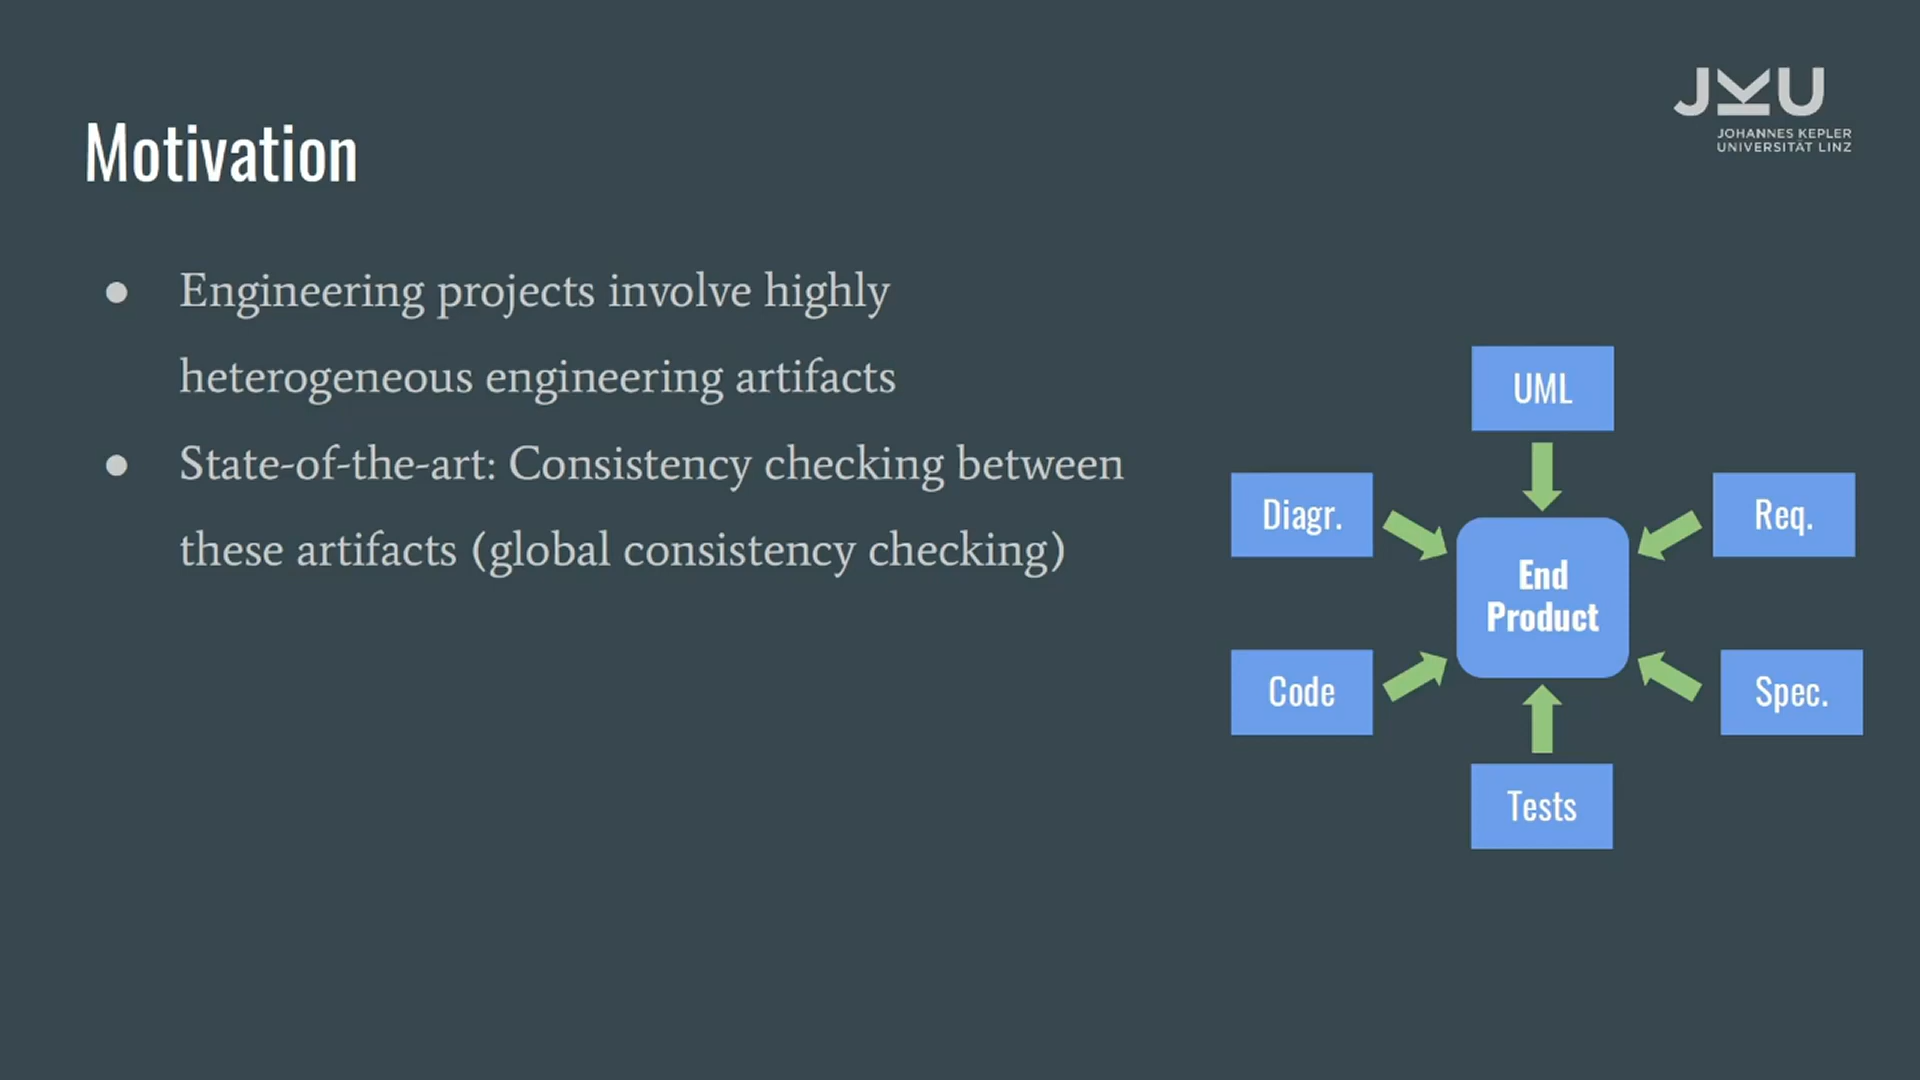 JKU
JOHANNES KEPLER
UNIVERSITÄT LINZ
Motivation
● Engineering projects involve highly
heterogeneous engineering artifacts
● State-of-the-art: Consistency checking between
these artifacts (global consistency checking)
UML
Diagr.
Req.
End
Product
Code
Spec.
Tests